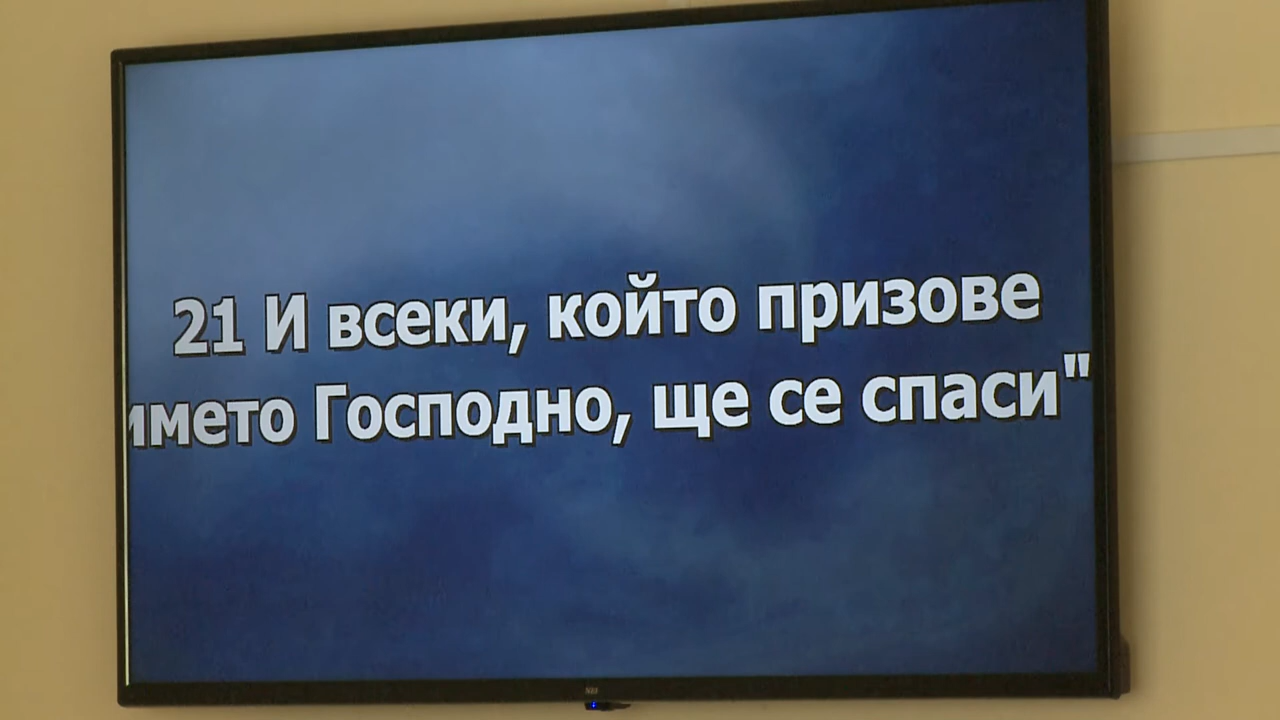 21 И всеки, който призове
името Господно, ще се спаси"